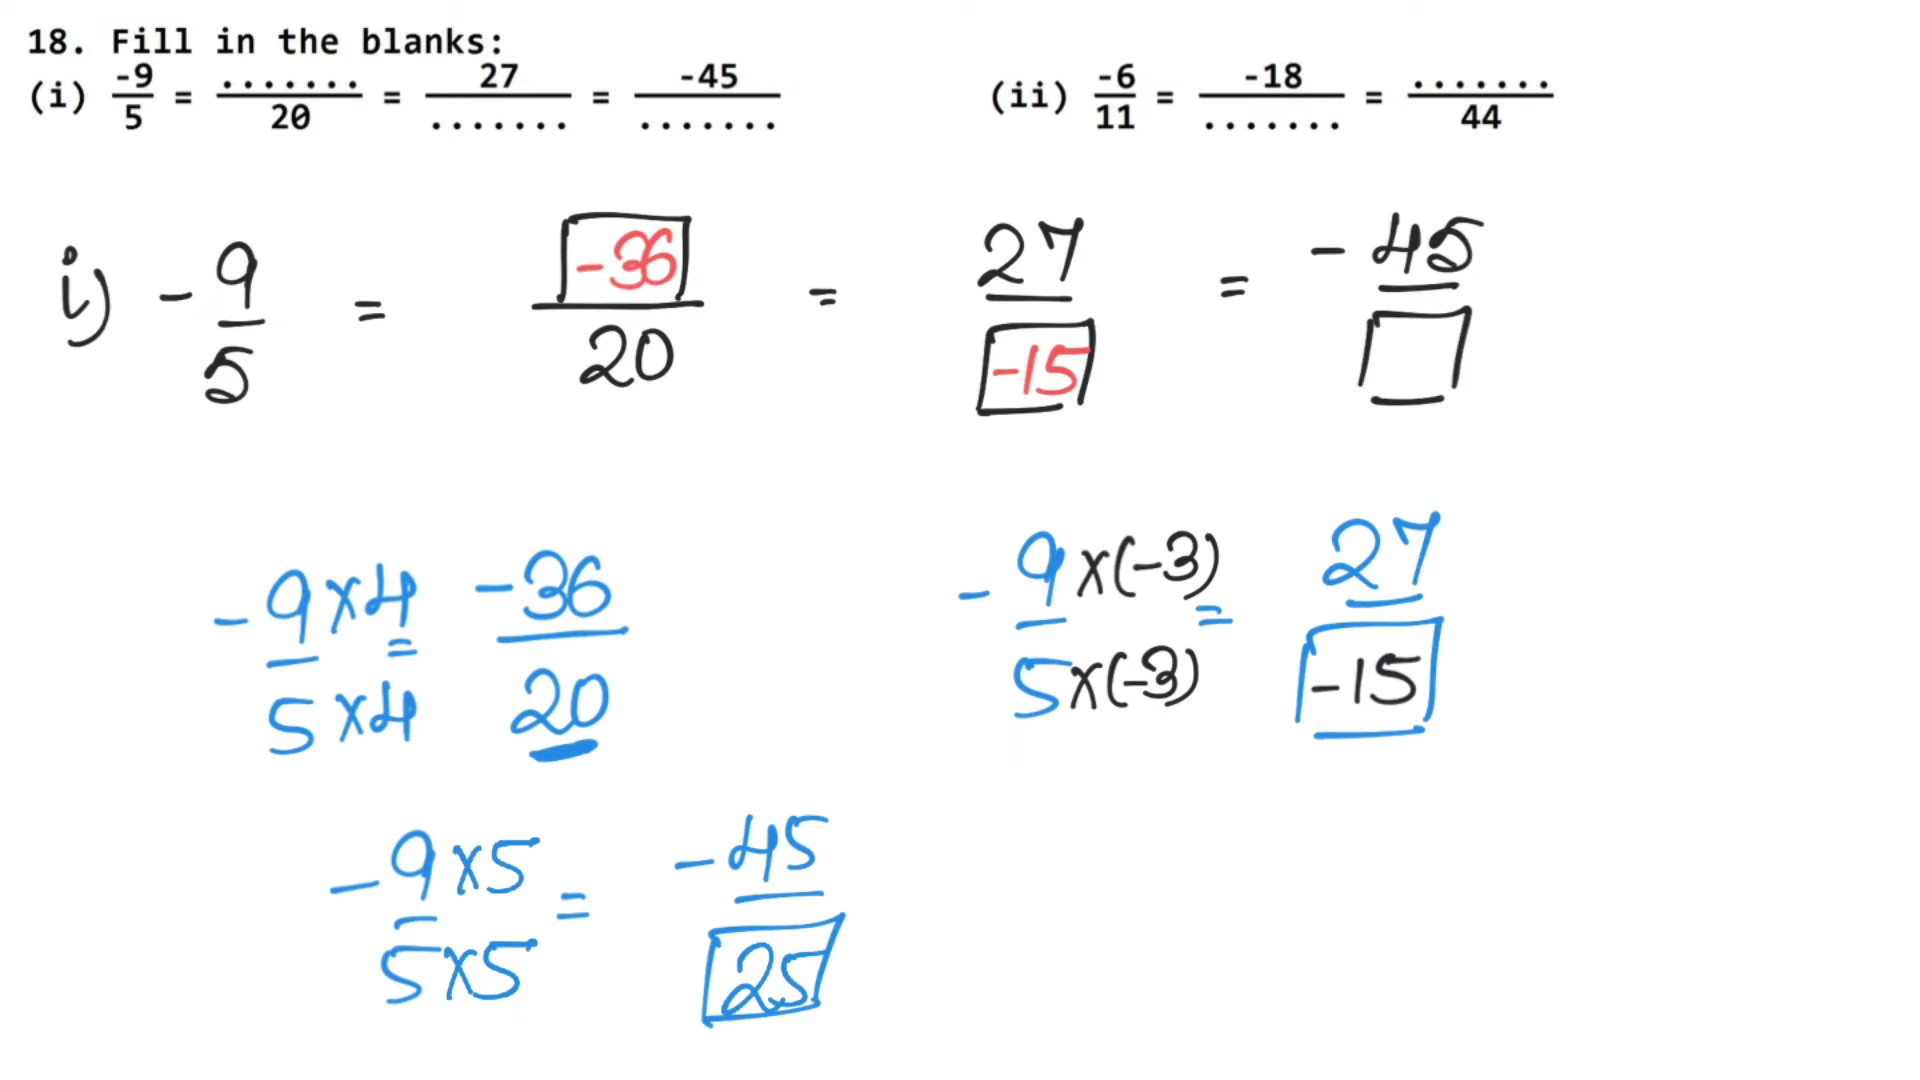 18. Fill in the blanks:
(i) -9/5 = ......./20 = 27/....... = -45/.......
(ii) -6/11 = -18/....... = ......./44
i) -9/5 = -36/20 = 27/-15 = -45/
-9×4/5×4 = -36/20
-9×(-3)/5×(-3) = 27/-15
-9×5/5×5 = -45/25